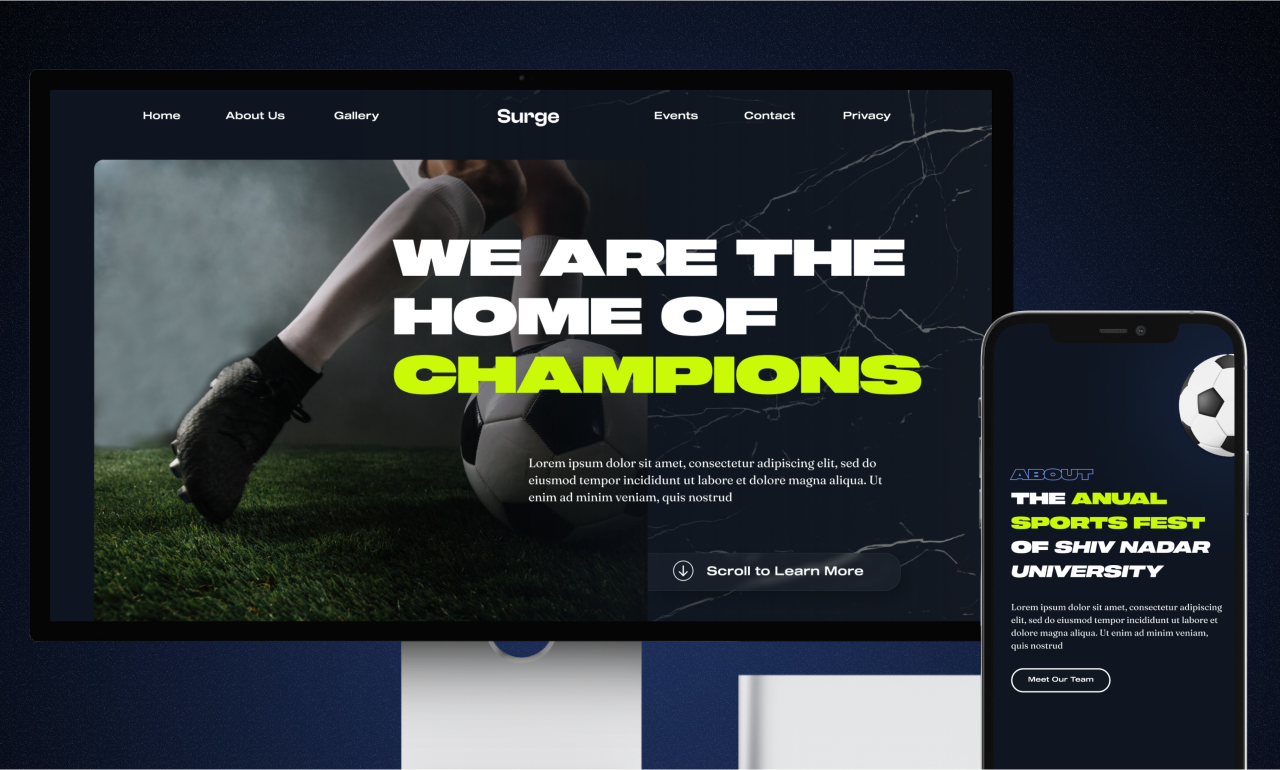 Home About Us Gallery Surge Events Contact Privacy
WE ARE THE
HOME OF
CHAMPIONS
Lorem ipsum dolor sit amet, consectetur adipiscing elit, sed do
eiusmod tempor incididunt ut labore et dolore magna aliqua. Ut
enim ad minim veniam, quis nostrud
Scroll to Learn More
ABOUT
THE ANUAL
SPORTS FEST
OF SHIV NADAR
UNIVERSITY
Lorem ipsum dolor sit amet, consectetur adipiscing
elit, sed do eiusmod tempor incididunt ut labore et
dolore magna aliqua. Ut enim ad minim veniam,
quis nostrud
Meet Our Team